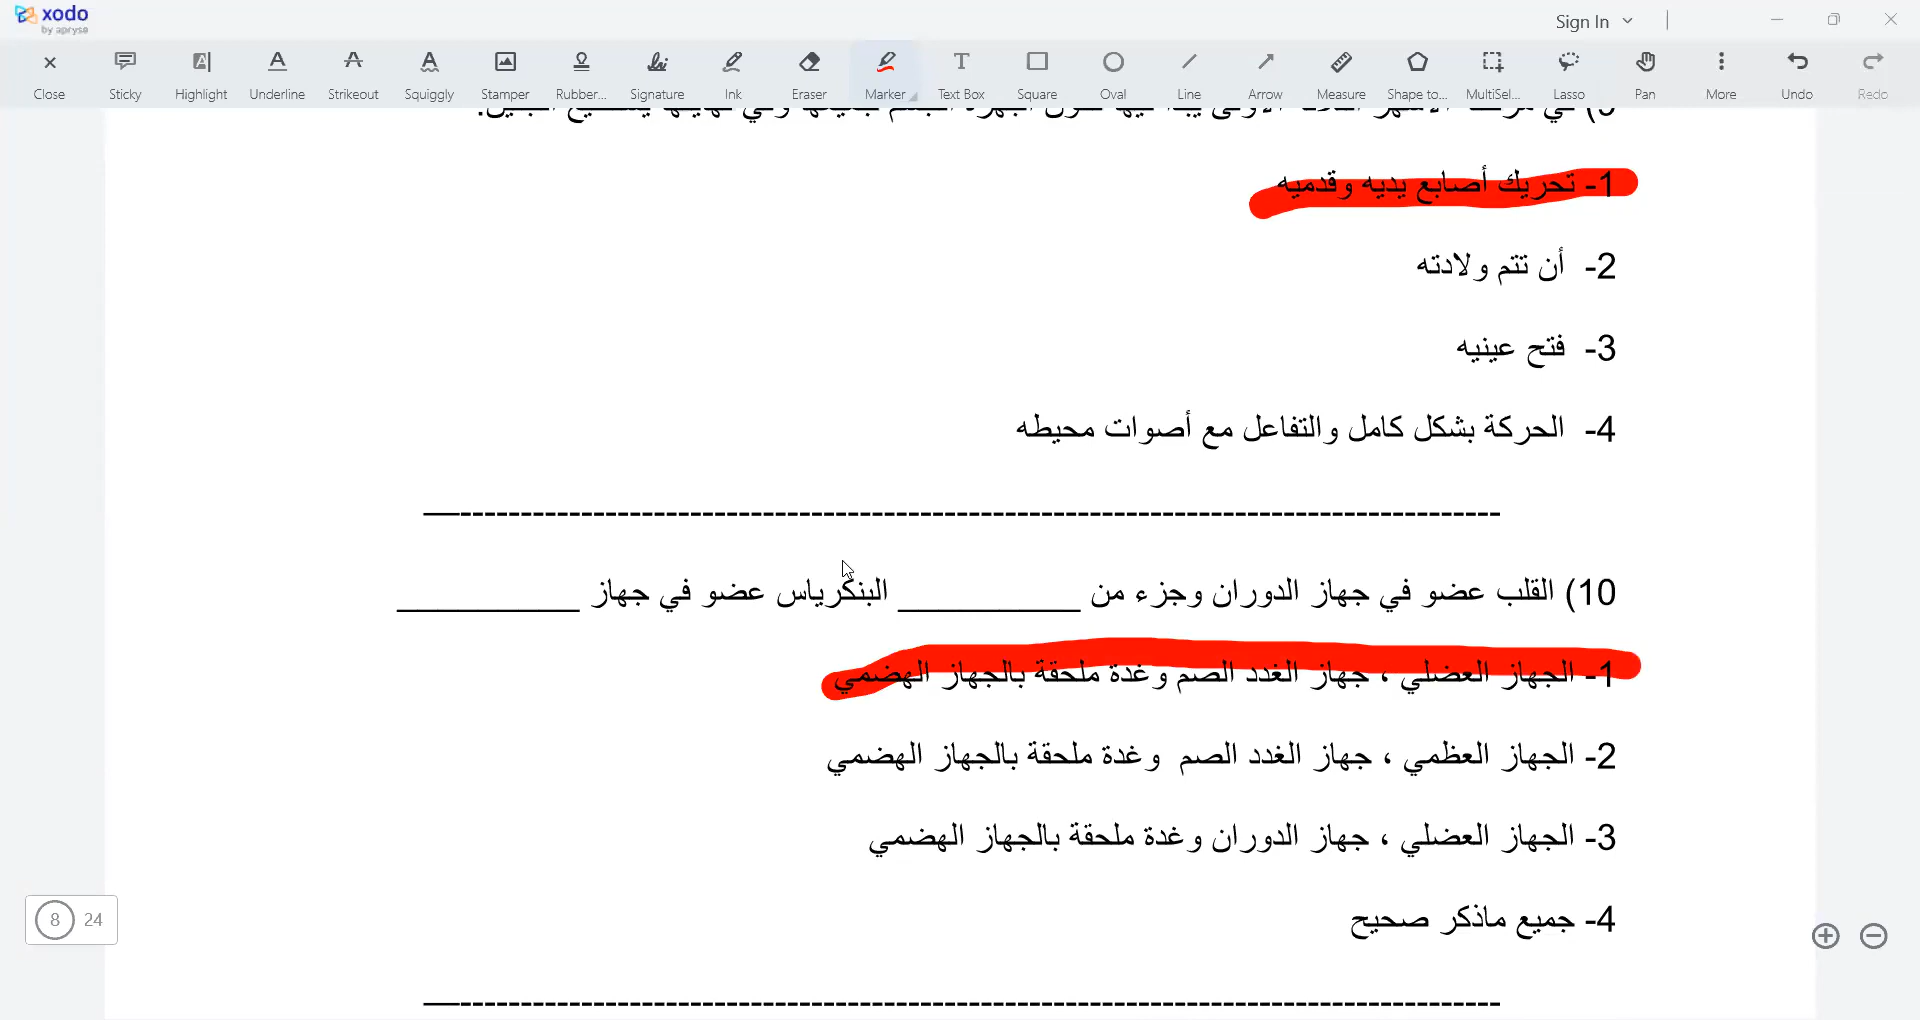 xodo
by apryse
Sign In
Close Sticky Highlight Underline Strikeout Squiggly Stamper Rubber... Signature Ink Eraser Marker Text Box Square Oval Line Arrow Measure Shape to... MultiSel... Lasso Pan More Undo Redo
1- تحريك أصابع يديه وقدميه
2- أن تتم ولادته
3- فتح عينيه
4- الحركة بشكل كامل والتفاعل مع أصوات محيطه
10) القلب عضو في جهاز الدوران وجزء من __________ البنكرياس عضو في جهاز __________
1- الجهاز العضلي ، جهاز الغدد الصم وغدة ملحقة بالجهاز الهضمي
2- الجهاز العظمي ، جهاز الغدد الصم وغدة ملحقة بالجهاز الهضمي
3- الجهاز العضلي ، جهاز الدوران وغدة ملحقة بالجهاز الهضمي
4- جميع ماذكر صحيح
8 24